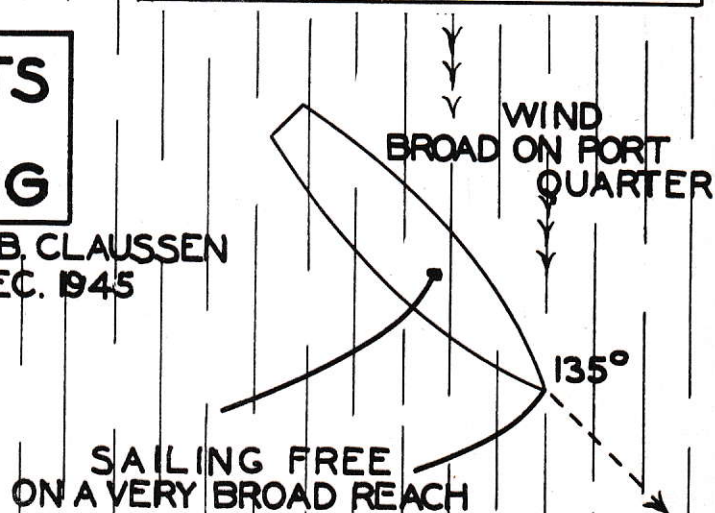 TS
G
B. CLAUSSEN
EC. 1945
WIND
BROAD ON PORT
QUARTER
135°
SAILING FREE
ON A VERY BROAD REACH